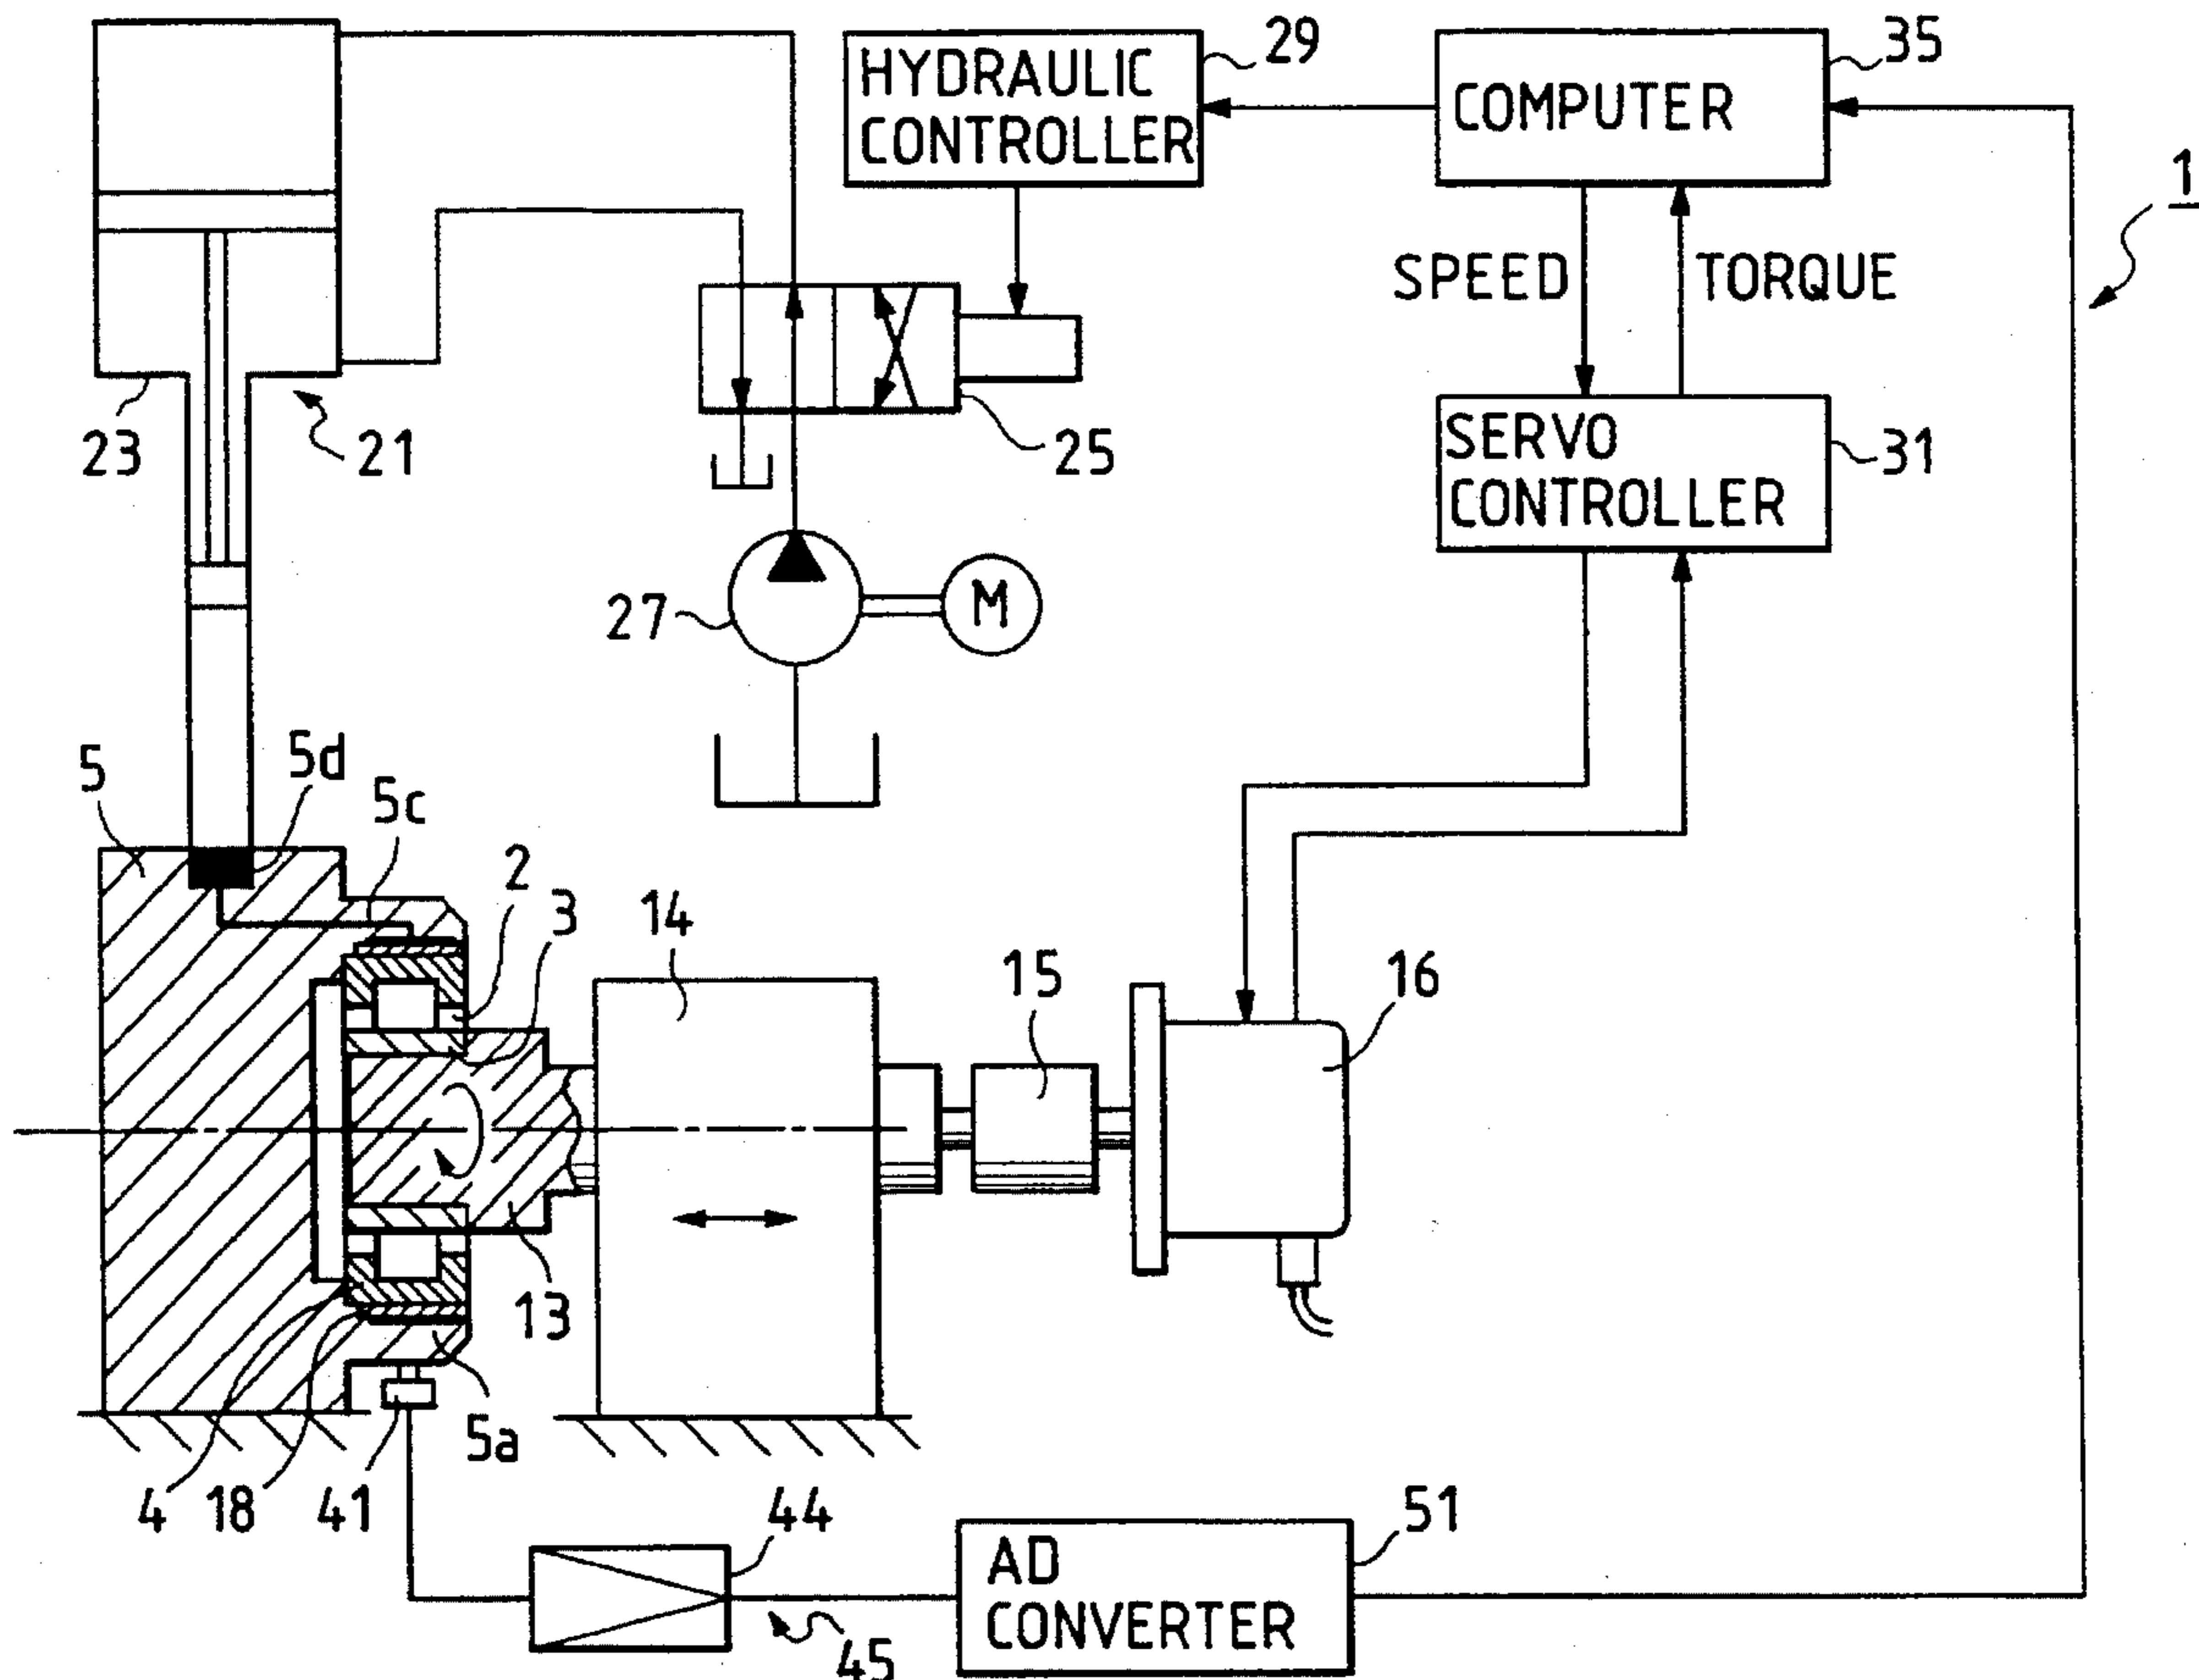 HYDRAULIC
CONTROLLER
29
COMPUTER
35
1
SPEED
TORQUE
23
21
25
SERVO
CONTROLLER
31
27
M
5
5d
5c
2
3
14
15
16
13
5a
4
18
41
44
45
AD
CONVERTER
51